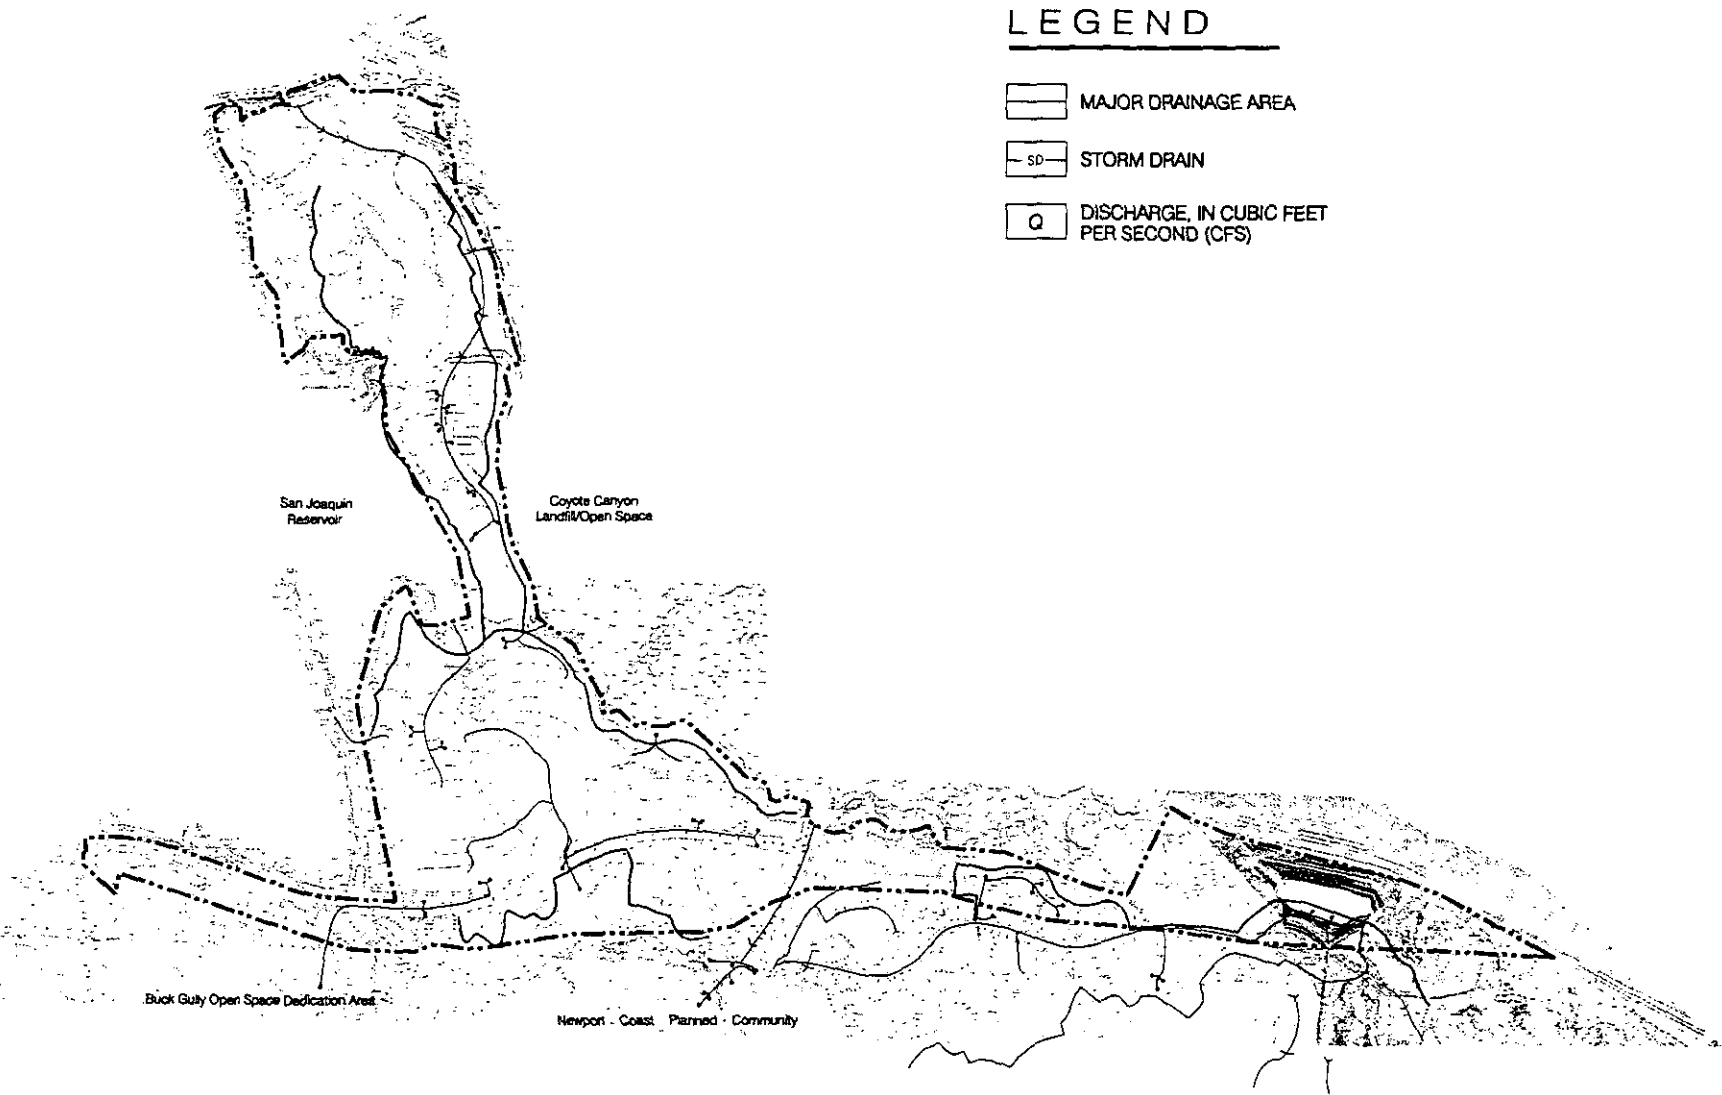 LEGEND
MAJOR DRAINAGE AREA
SD STORM DRAIN
Q DISCHARGE, IN CUBIC FEET
PER SECOND (CFS)
San Joaquin
Reservoir
Coyote Canyon
Landfill/Open Space
Buck Gully Open Space Dedication Area
Newport - Coast Planned - Community